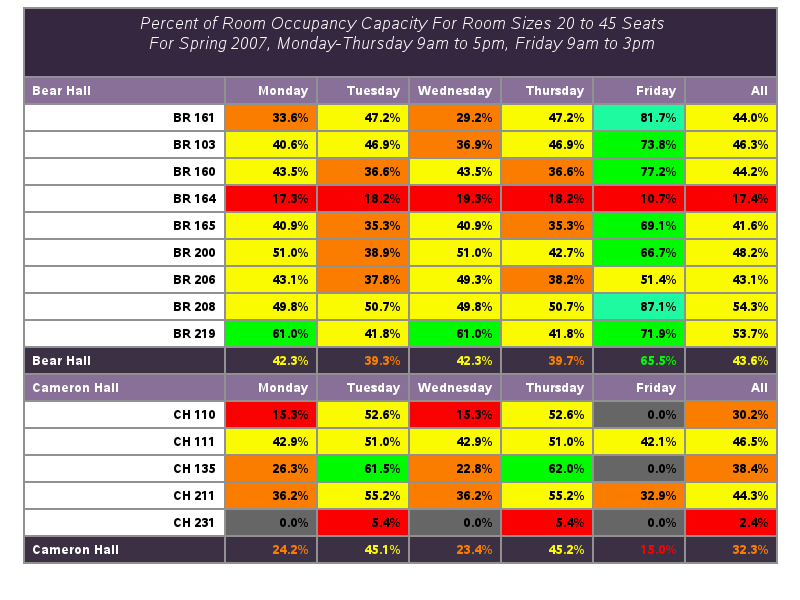 Percent of Room Occupancy Capacity For Room Sizes 20 to 45 Seats
For Spring 2007, Monday-Thursday 9am to 5pm, Friday 9am to 3pm
Bear Hall Monday Tuesday Wednesday Thursday Friday All
BR 161 33.6% 47.2% 29.2% 47.2% 81.7% 44.0%
BR 103 40.6% 46.9% 36.9% 46.9% 73.8% 46.3%
BR 160 43.5% 36.6% 43.5% 36.6% 77.2% 44.2%
BR 164 17.3% 18.2% 19.3% 18.2% 10.7% 17.4%
BR 165 40.9% 35.3% 40.9% 35.3% 69.1% 41.6%
BR 200 51.0% 38.9% 51.0% 42.7% 66.7% 48.2%
BR 206 43.1% 37.8% 49.3% 38.2% 51.4% 43.1%
BR 208 49.8% 50.7% 49.8% 50.7% 87.1% 54.3%
BR 219 61.0% 41.8% 61.0% 41.8% 71.9% 53.7%
Bear Hall 42.3% 39.3% 42.3% 39.7% 65.5% 43.6%
Cameron Hall Monday Tuesday Wednesday Thursday Friday All
CH 110 15.3% 52.6% 15.3% 52.6% 0.0% 30.2%
CH 111 42.9% 51.0% 42.9% 51.0% 42.1% 46.5%
CH 135 26.3% 61.5% 22.8% 62.0% 0.0% 38.4%
CH 211 36.2% 55.2% 36.2% 55.2% 32.9% 44.3%
CH 231 0.0% 5.4% 0.0% 5.4% 0.0% 2.4%
Cameron Hall 24.2% 45.1% 23.4% 45.2% 15.0% 32.3%